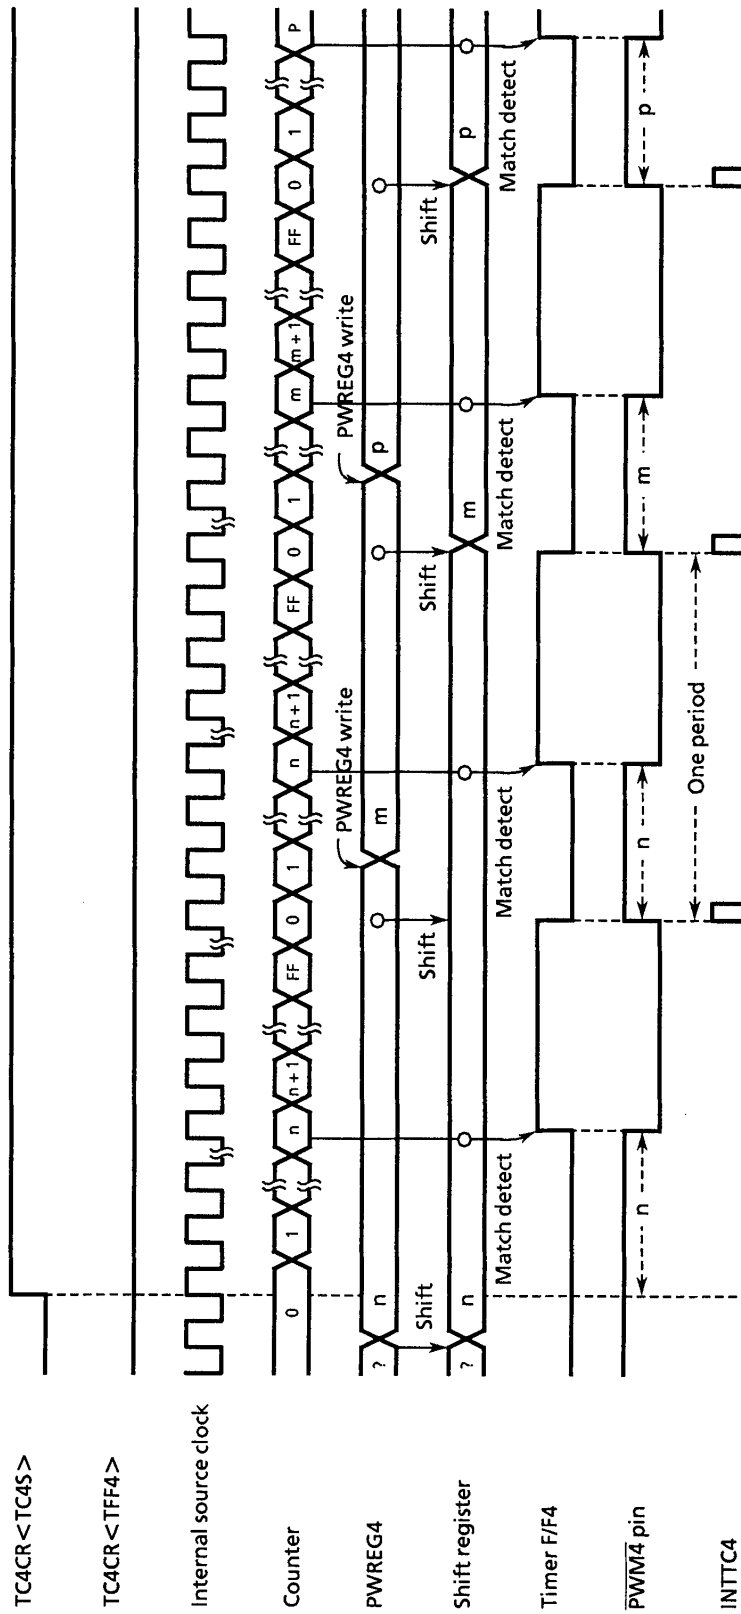 TC4CR<TC4S>
TC4CR<TFF4>
Internal source clock
Counter
0 1 n n+1 FF 0 1 n n+1 FF 0 1 m m+1 FF 0 1 P
PWREG4
? n
PWREG4 write
m
PWREG4 write
p
Shift Shift Shift Shift
Shift register
? n m p
Match detect Match detect Match detect Match detect
Timer F/F4
PWM4 pin
n n m p
One period
INTTC4